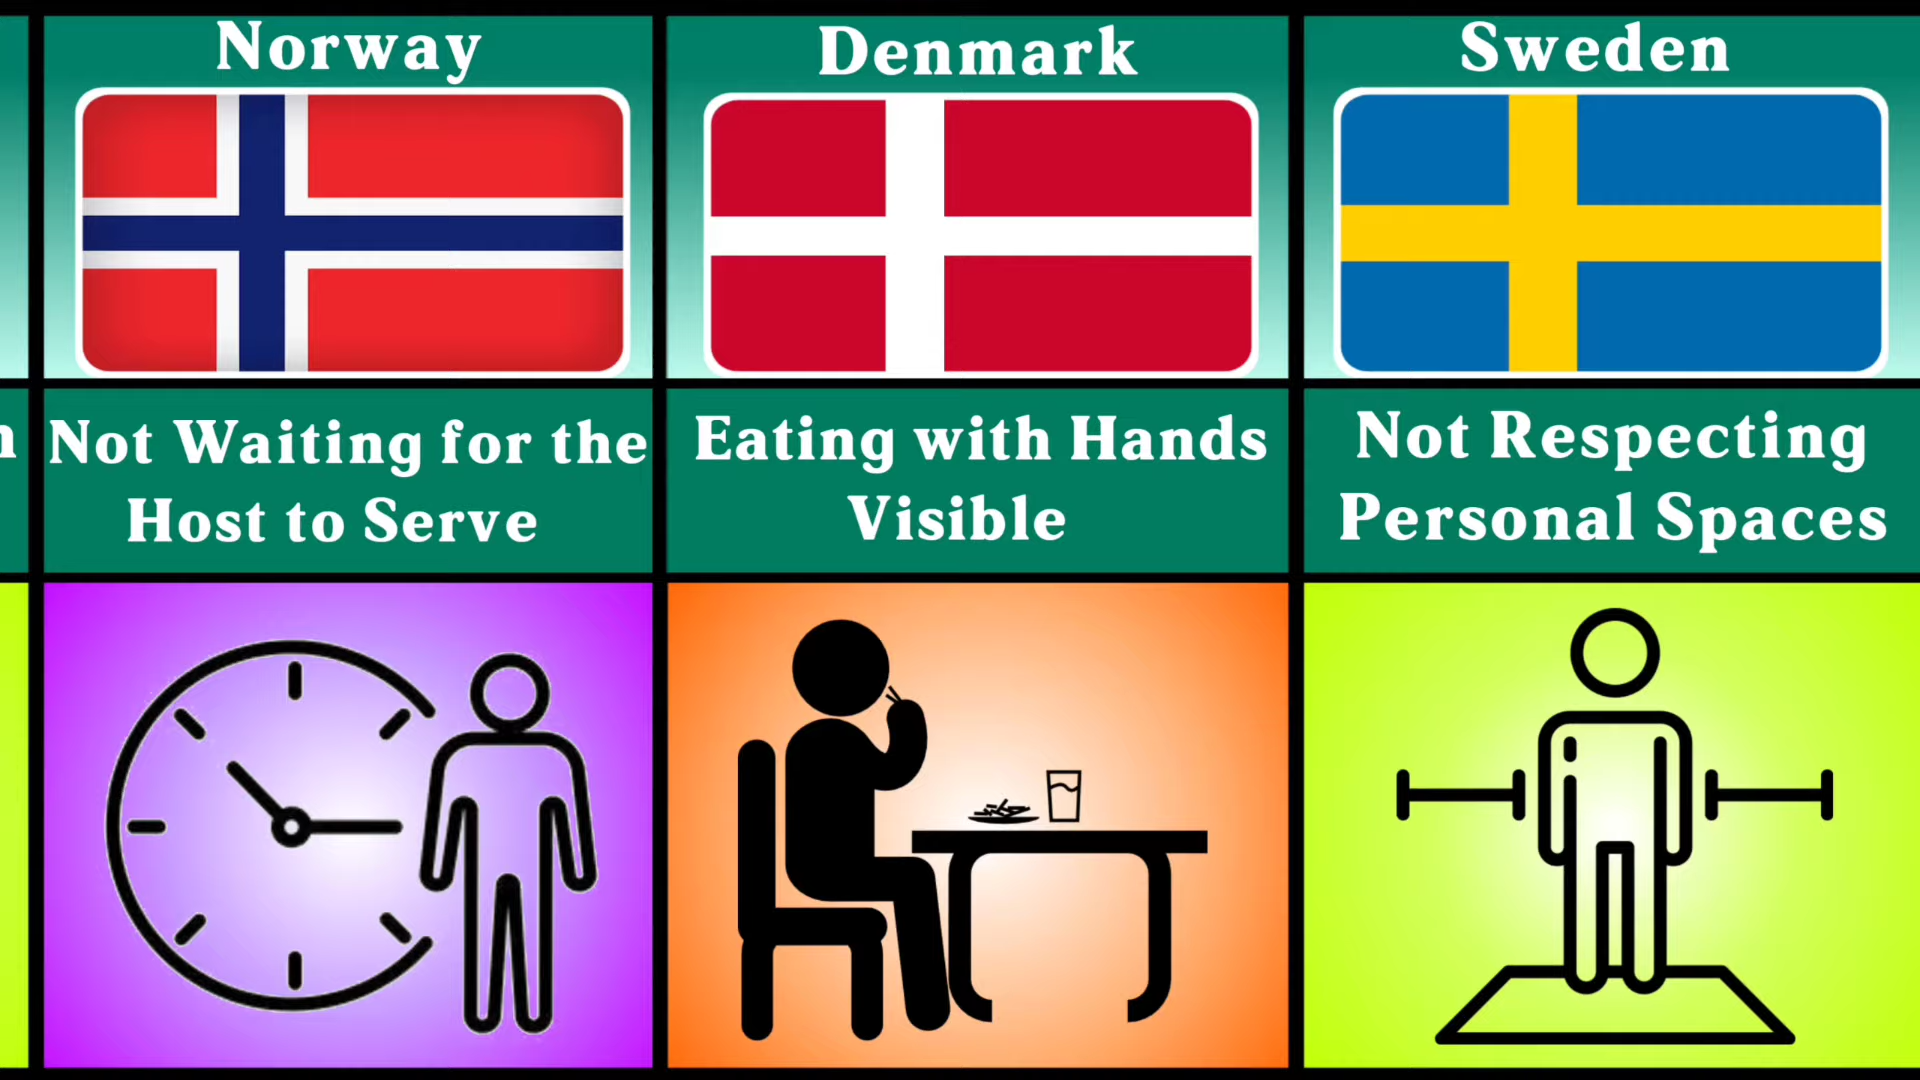 Norway
Denmark
Sweden
Not Waiting for the
Host to Serve
Eating with Hands
Visible
Not Respecting
Personal Spaces